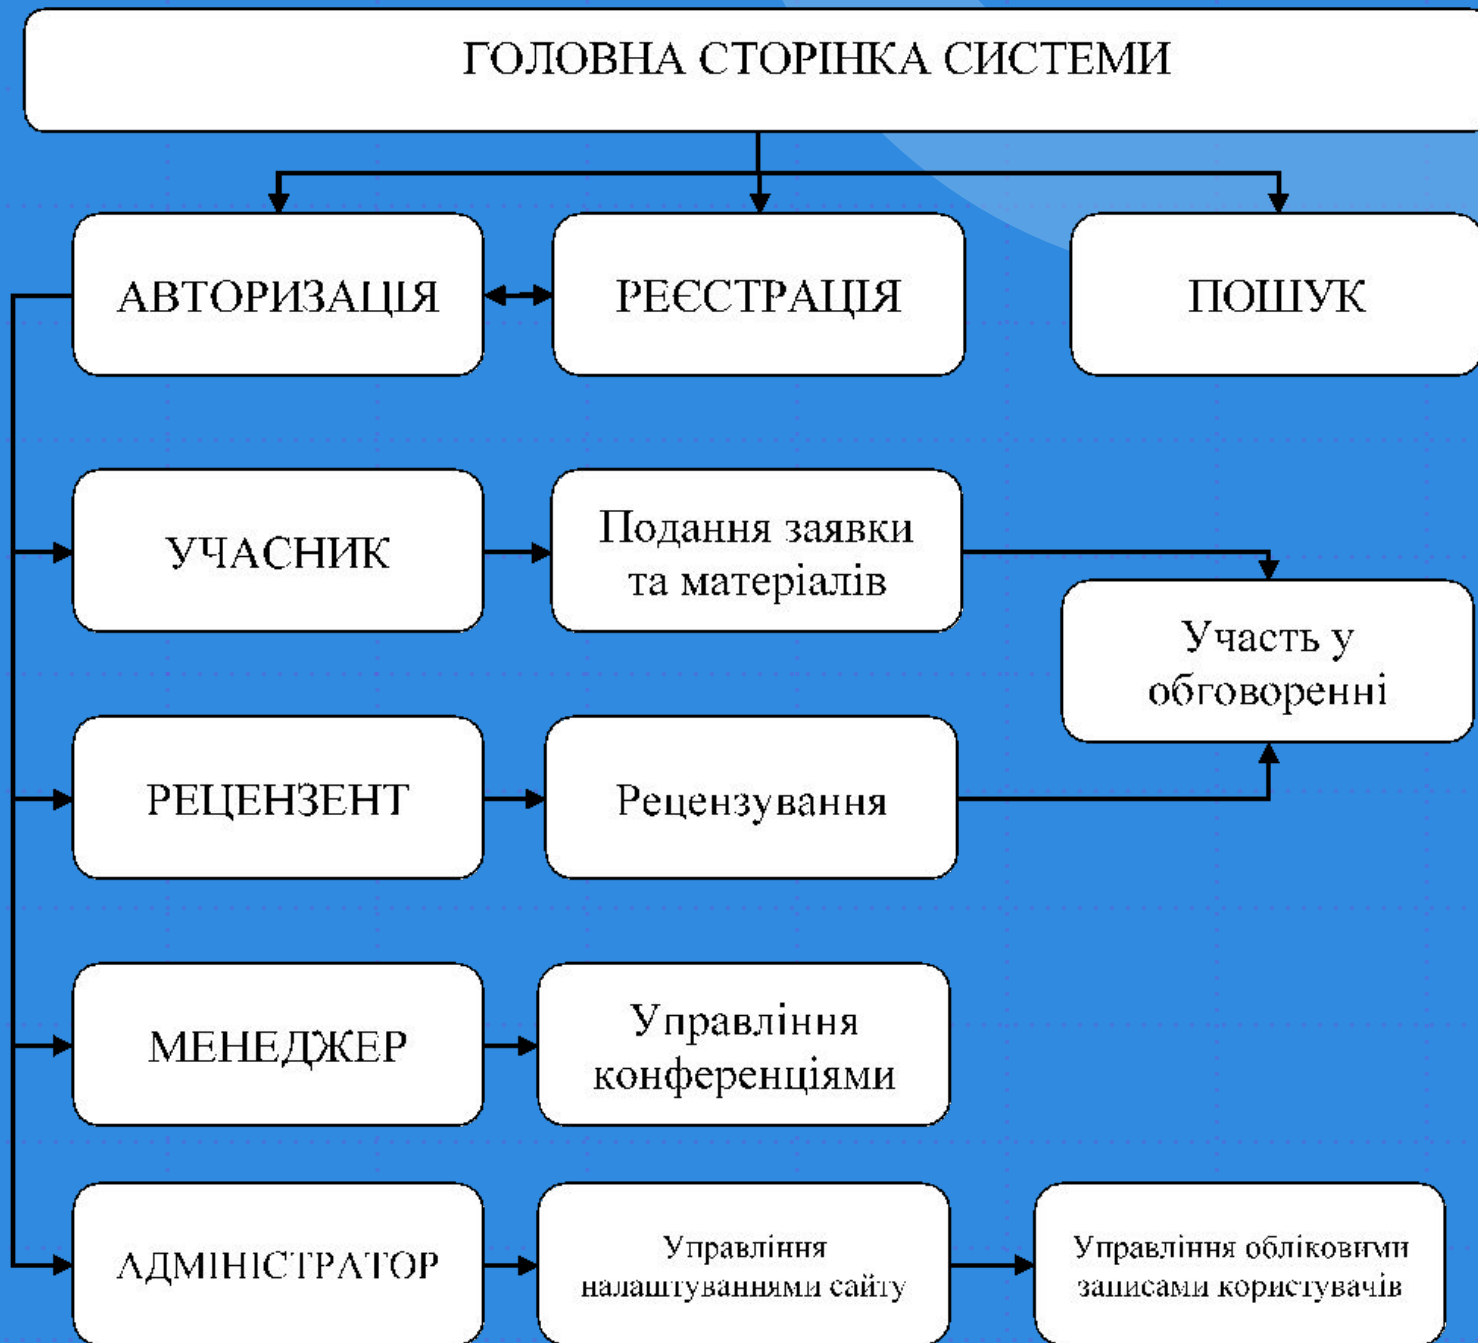 ГОЛОВНА СТОРІНКА СИСТЕМИ
АВТОРИЗАЦІЯ
РЕЄСТРАЦІЯ
ПОШУК
УЧАСНИК
Подання заявки
та матеріалів
Участь у
обговоренні
РЕЦЕНЗЕНТ
Рецензування
МЕНЕДЖЕР
Управління
конференціями
АДМІНІСТРАТОР
Управління
налаштуваннями сайту
Управління обліковими
записами користувачів